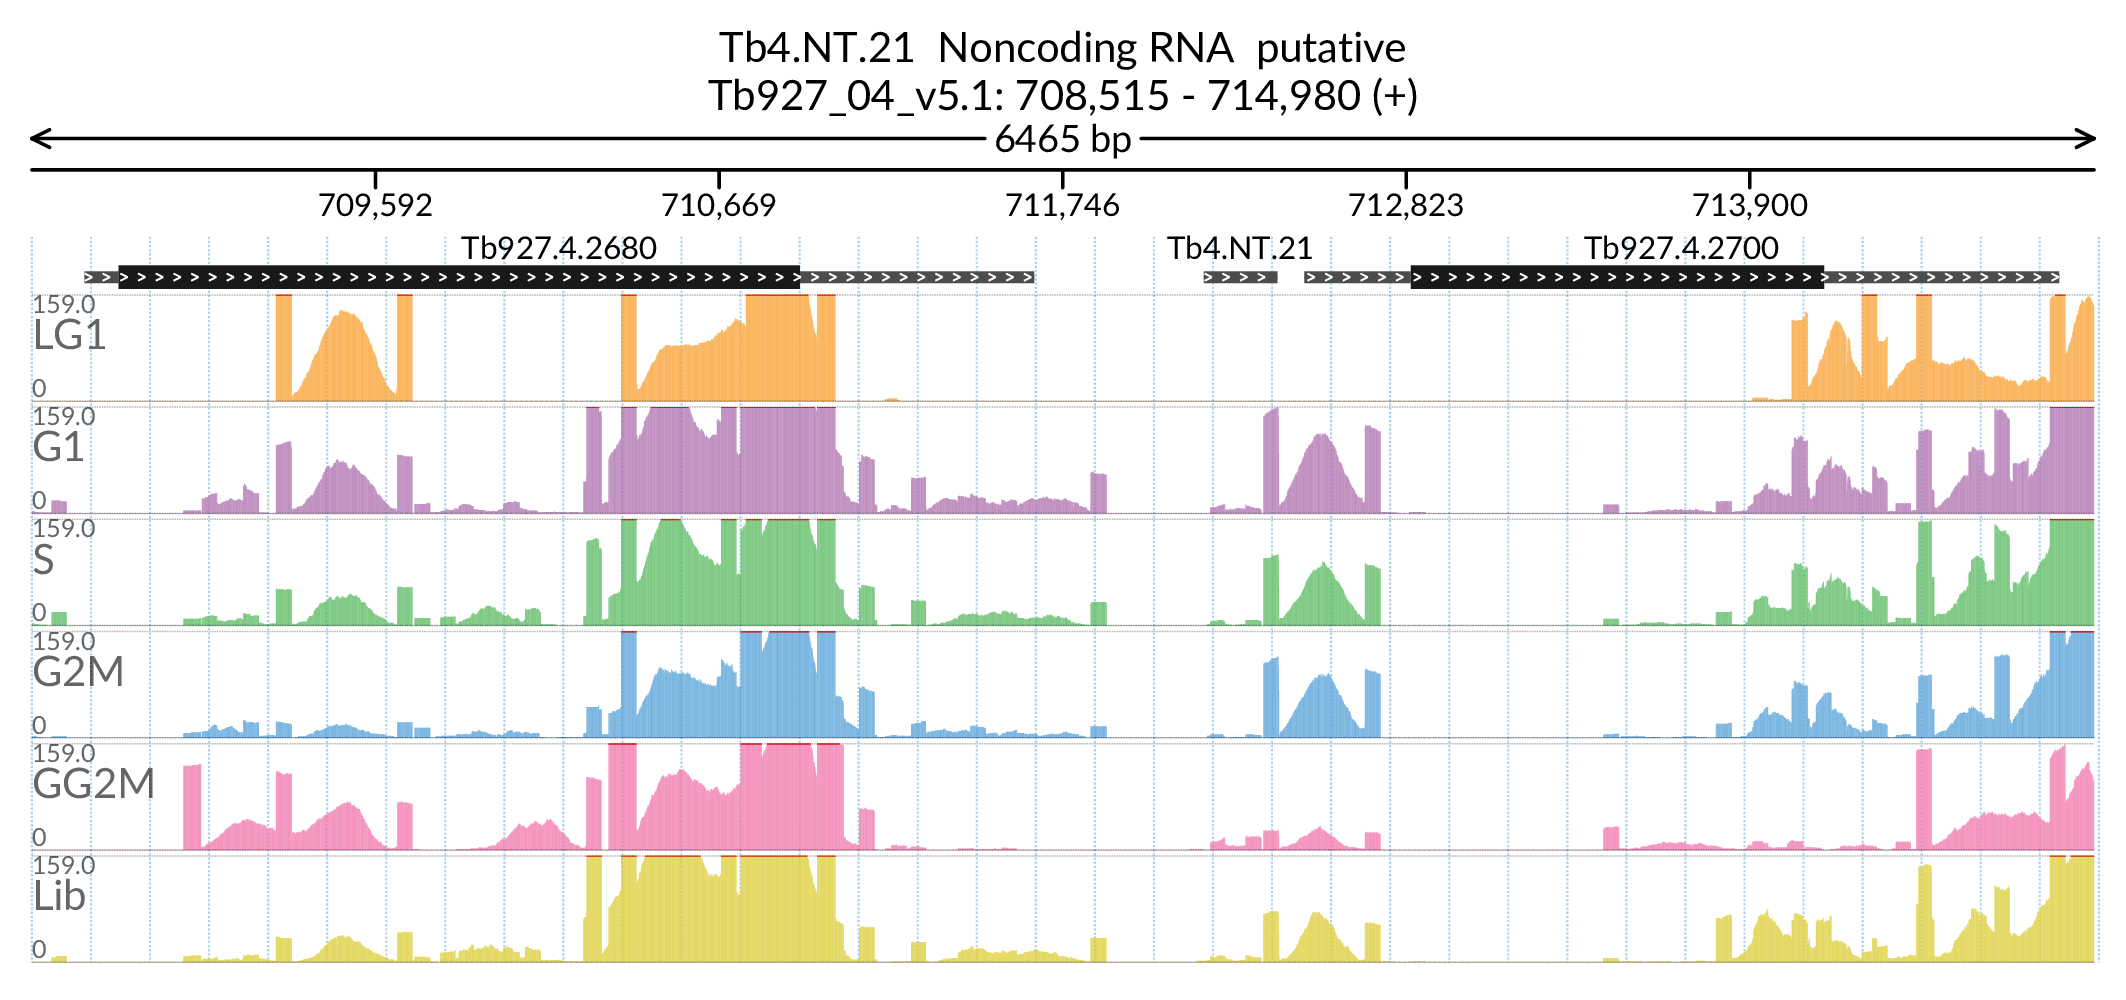 Tb4.NT.21 Noncoding RNA putative
Tb927_04_v5.1: 708,515 - 714,980 (+)
6465 bp
709,592 710,669 711,746 712,823 713,900
Tb927.4.2680 Tb4.NT.21 Tb927.4.2700
159.0
LG1
0
159.0
G1
0
159.0
S
0
159.0
G2M
0
159.0
GG2M
0
159.0
Lib
0